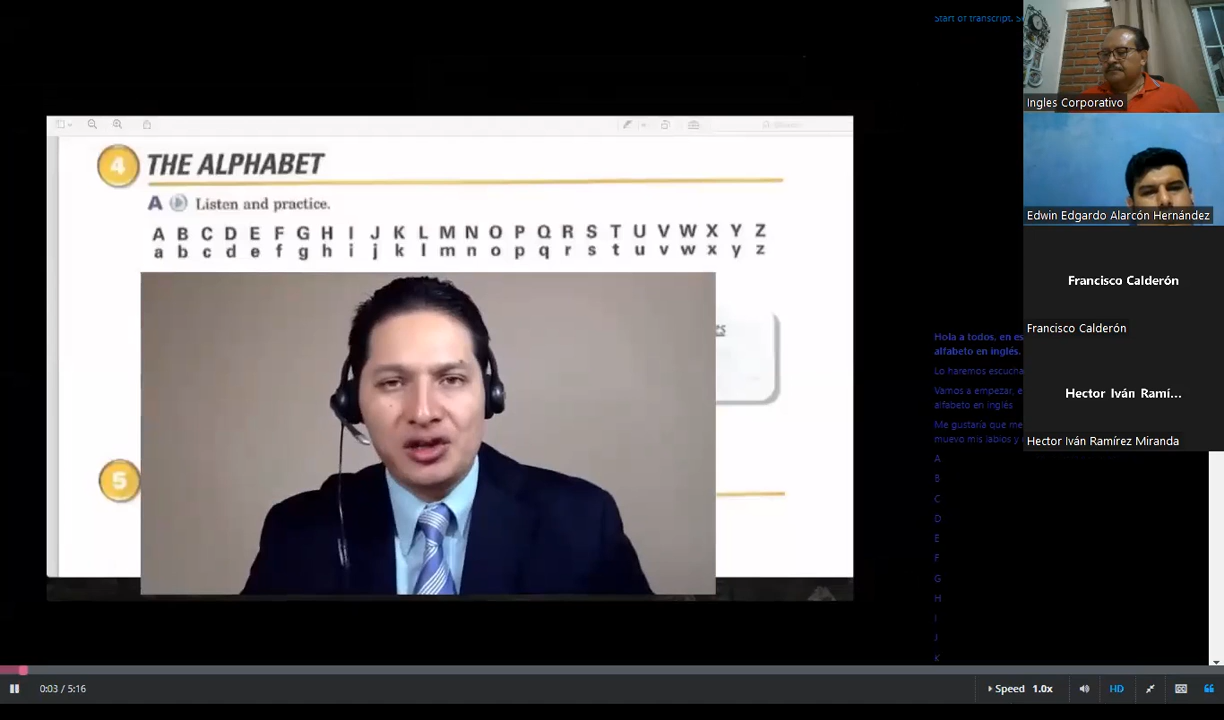 Start of transcript. S
4 THE ALPHABET
A Listen and practice.
A B C D E F G H I J K L M N O P Q R S T U V W X Y Z
a b c d e f g h i j k l m n o p q r s t u v w x y z
5
Ingles Corporativo
Edwin Edgardo Alarcón Hernández
Francisco Calderón
Francisco Calderón
Hector Iván Ramí...
Hector Iván Ramírez Miranda
Hola a todos, en es
alfabeto en inglés.
Lo haremos escucha
Vamos a empezar, e
alfabeto en inglés
Me gustaría que me
muevo mis labios y
A
B
C
D
E
F
G
H
I
J
K
0:03 / 5:16
Speed 1.0x
HD
CC